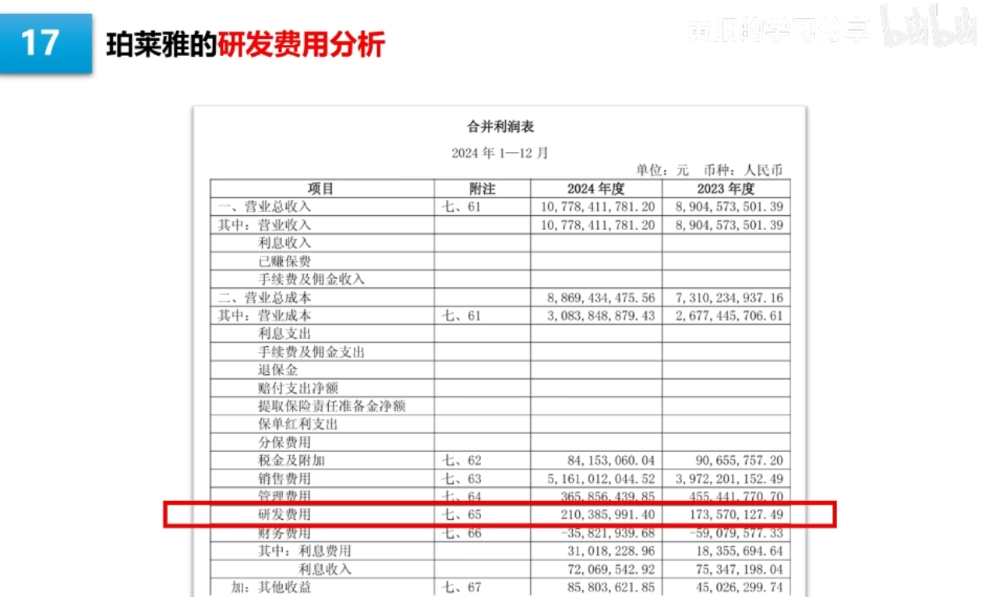 17
珀莱雅的研发费用分析
黄阳的学习分享 bilibili
合并利润表
2024 年 1—12 月
单位：元 币种：人民币
项目 附注 2024 年度 2023 年度
一、营业总收入 七、61 10,778,411,781.20 8,904,573,501.39
其中：营业收入 10,778,411,781.20 8,904,573,501.39
利息收入
已赚保费
手续费及佣金收入
二、营业总成本 8,869,434,475.56 7,310,234,937.16
其中：营业成本 七、61 3,083,848,879.43 2,677,445,706.61
利息支出
手续费及佣金支出
退保金
赔付支出净额
提取保险责任准备金净额
保单红利支出
分保费用
税金及附加 七、62 84,153,060.04 90,655,757.20
销售费用 七、63 5,161,012,044.52 3,972,201,152.49
管理费用 七、64 365,856,439.85 455,441,770.70
研发费用 七、65 210,385,991.40 173,570,127.49
财务费用 七、66 -35,821,939.68 -59,079,577.33
其中：利息费用 31,018,228.96 18,355,694.64
利息收入 72,069,542.92 75,347,198.04
加：其他收益 七、67 85,803,621.85 45,026,299.74